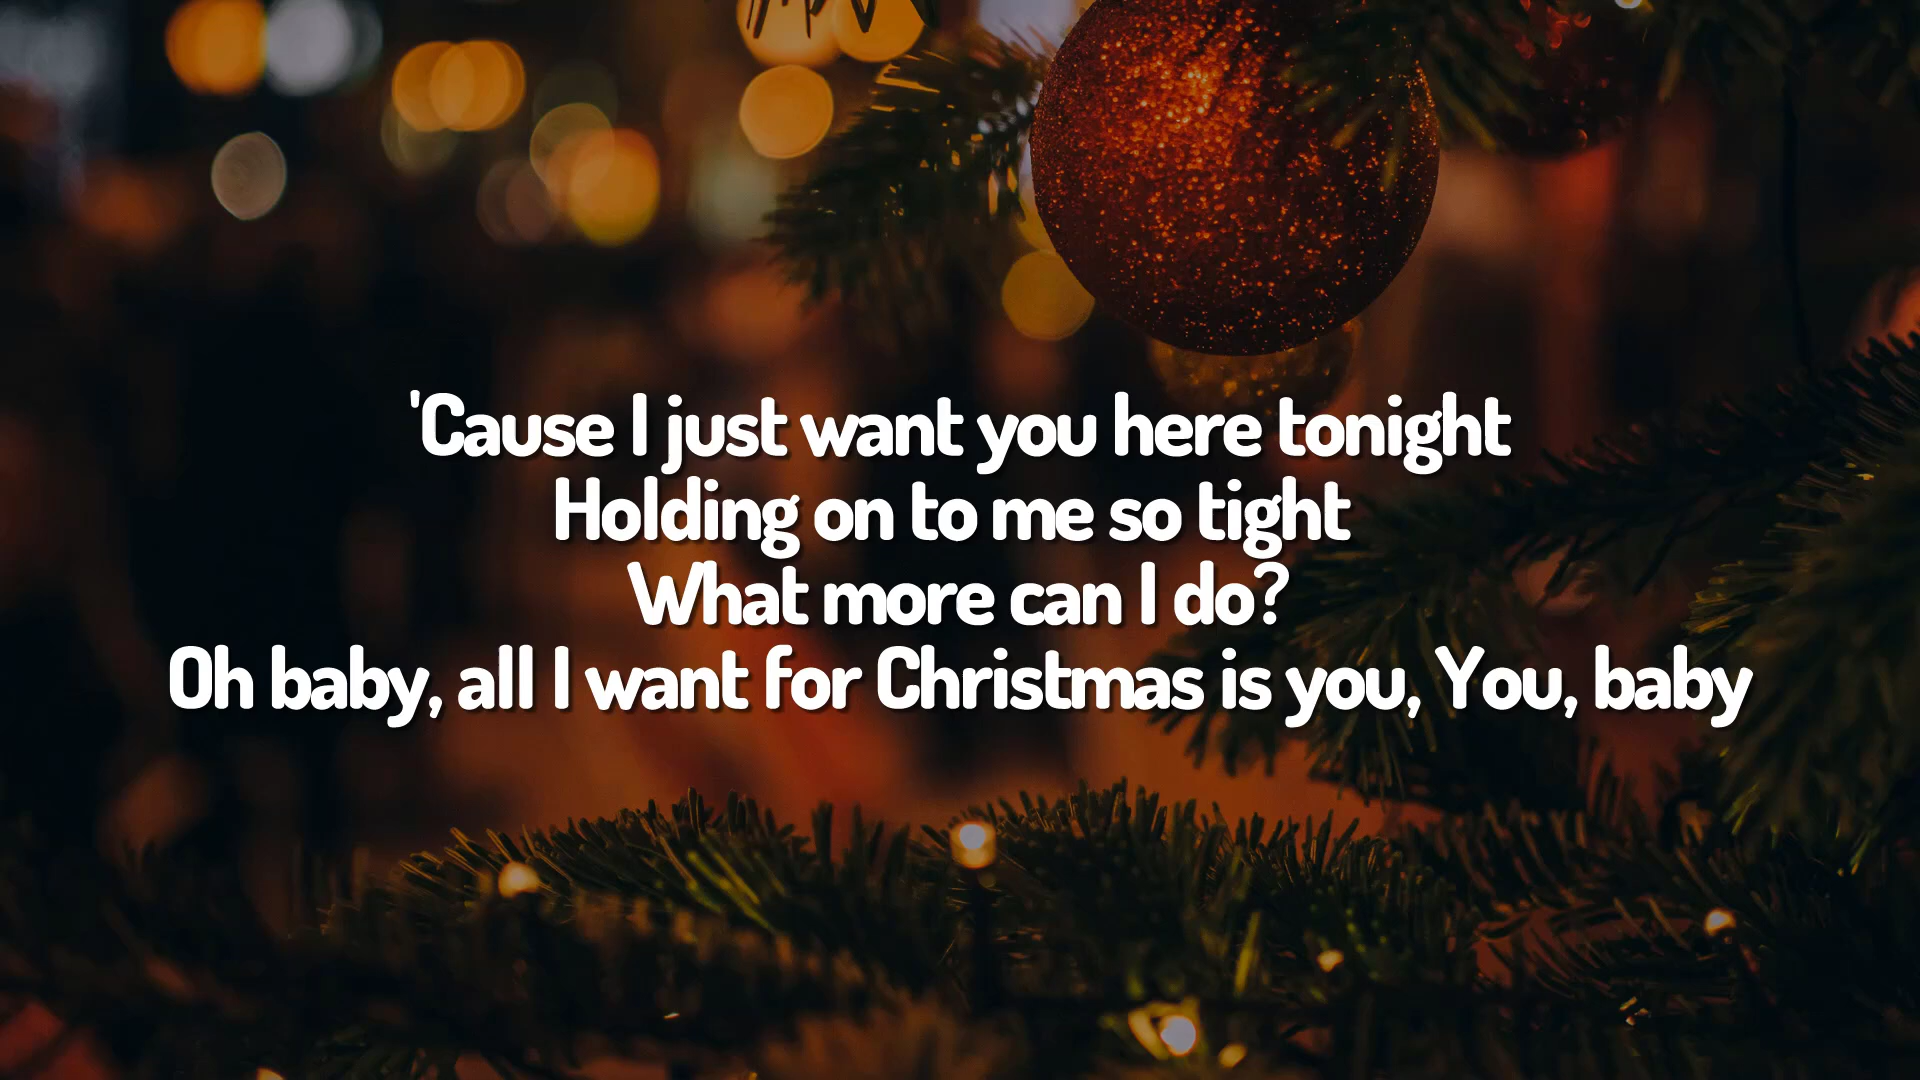 'Cause I just want you here tonight
Holding on to me so tight
What more can I do?
Oh baby, all I want for Christmas is you, You, baby